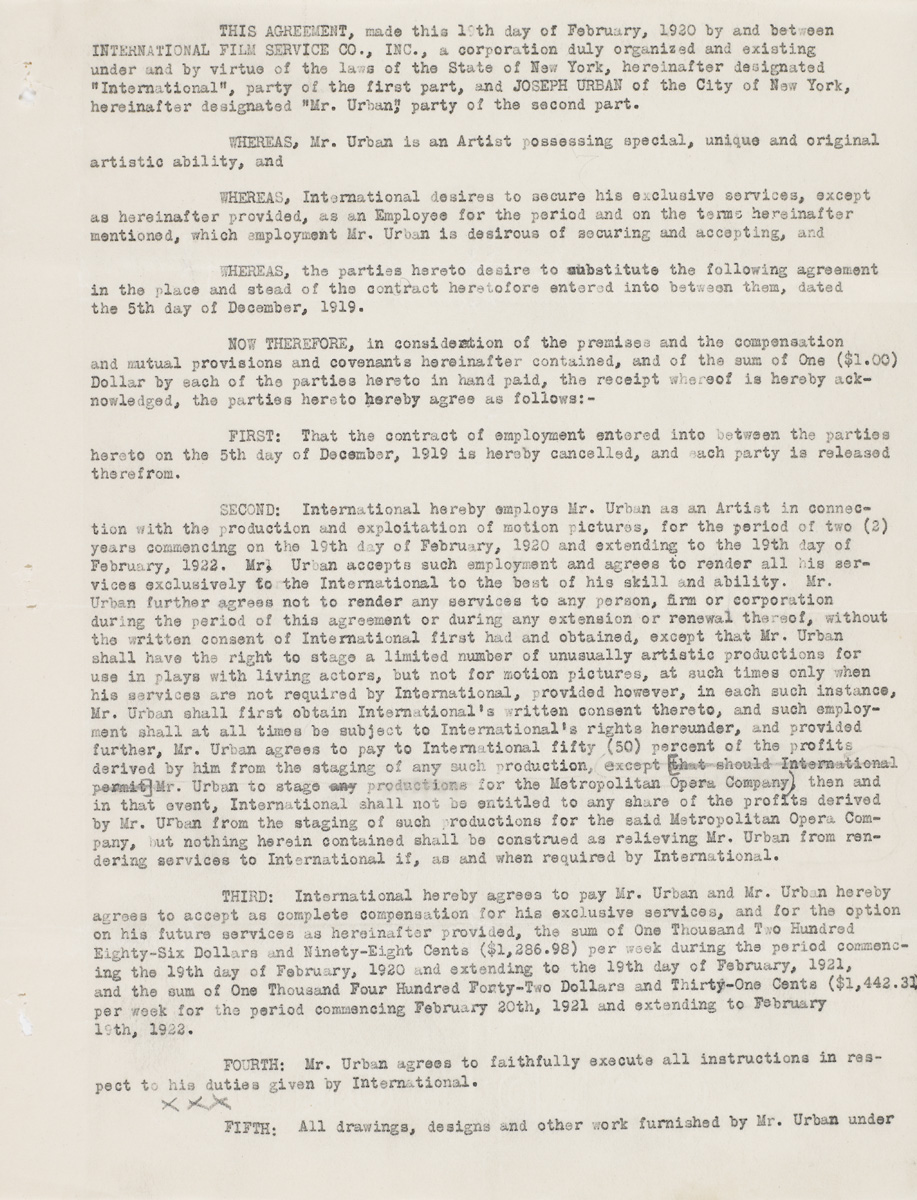 THIS AGREEMENT, made this 19th day of February, 1920 by and between
INTERNATIONAL FILM SERVICE CO., INC., a corporation duly organized and existing
under and by virtue of the laws of the State of New York, hereinafter designated
"International", party of the first part, and JOSEPH URBAN of the City of New York,
hereinafter designated "Mr. Urban", party of the second part.
WHEREAS, Mr. Urban is an Artist possessing special, unique and original
artistic ability, and
WHEREAS, International desires to secure his exclusive services, except
as hereinafter provided, as an Employee for the period and on the terms hereinafter
mentioned, which employment Mr. Urban is desirous of securing and accepting, and
WHEREAS, the parties hereto desire to substitute the following agreement
in the place and stead of the contract heretofore entered into between them, dated
the 5th day of December, 1919.
NOW THEREFORE, in consideration of the premises and the compensation
and mutual provisions and covenants hereinafter contained, and of the sum of One ($1.00)
Dollar by each of the parties hereto in hand paid, the receipt whereof is hereby ack-
nowledged, the parties hereto hereby agree as follows:-
FIRST: That the contract of employment entered into between the parties
hereto on the 5th day of December, 1919 is hereby cancelled, and each party is released
therefrom.
SECOND: International hereby employs Mr. Urban as an Artist in connec-
tion with the production and exploitation of motion pictures, for the period of two (2)
years commencing on the 19th day of February, 1920 and extending to the 19th day of
February, 1922. Mr. Urban accepts such employment and agrees to render all his ser-
vices exclusively to the International to the best of his skill and ability. Mr.
Urban further agrees not to render any services to any person, firm or corporation
during the period of this agreement or during any extension or renewal thereof, without
the written consent of International first had and obtained, except that Mr. Urban
shall have the right to stage a limited number of unusually artistic productions for
use in plays with living actors, but not for motion pictures, at such times only when
his services are not required by International, provided however, in each such instance,
Mr. Urban shall first obtain International's written consent thereto, and such employ-
ment shall at all times be subject to International's rights hereunder, and provided
further, Mr. Urban agrees to pay to International fifty (50) percent of the profits
derived by him from the staging of any such production, except [that should International
permit] Mr. Urban to stage any productions for the Metropolitan Opera Company) then and
in that event, International shall not be entitled to any share of the profits derived
by Mr. Urban from the staging of such productions for the said Metropolitan Opera Com-
pany, but nothing herein contained shall be construed as relieving Mr. Urban from ren-
dering services to International if, as and when required by International.
THIRD: International hereby agrees to pay Mr. Urban and Mr. Urban hereby
agrees to accept as complete compensation for his exclusive services, and for the option
on his future services as hereinafter provided, the sum of One Thousand Two Hundred
Eighty-Six Dollars and Ninety-Eight Cents ($1,286.98) per week during the period commenc-
ing the 19th day of February, 1920 and extending to the 19th day of February, 1921,
and the sum of One Thousand Four Hundred Forty-Two Dollars and Thirty-One Cents ($1,442.31)
per week for the period commencing February 20th, 1921 and extending to February
19th, 1922.
FOURTH: Mr. Urban agrees to faithfully execute all instructions in res-
pect to his duties given by International.
X X X
FIFTH: All drawings, designs and other work furnished by Mr. Urban under